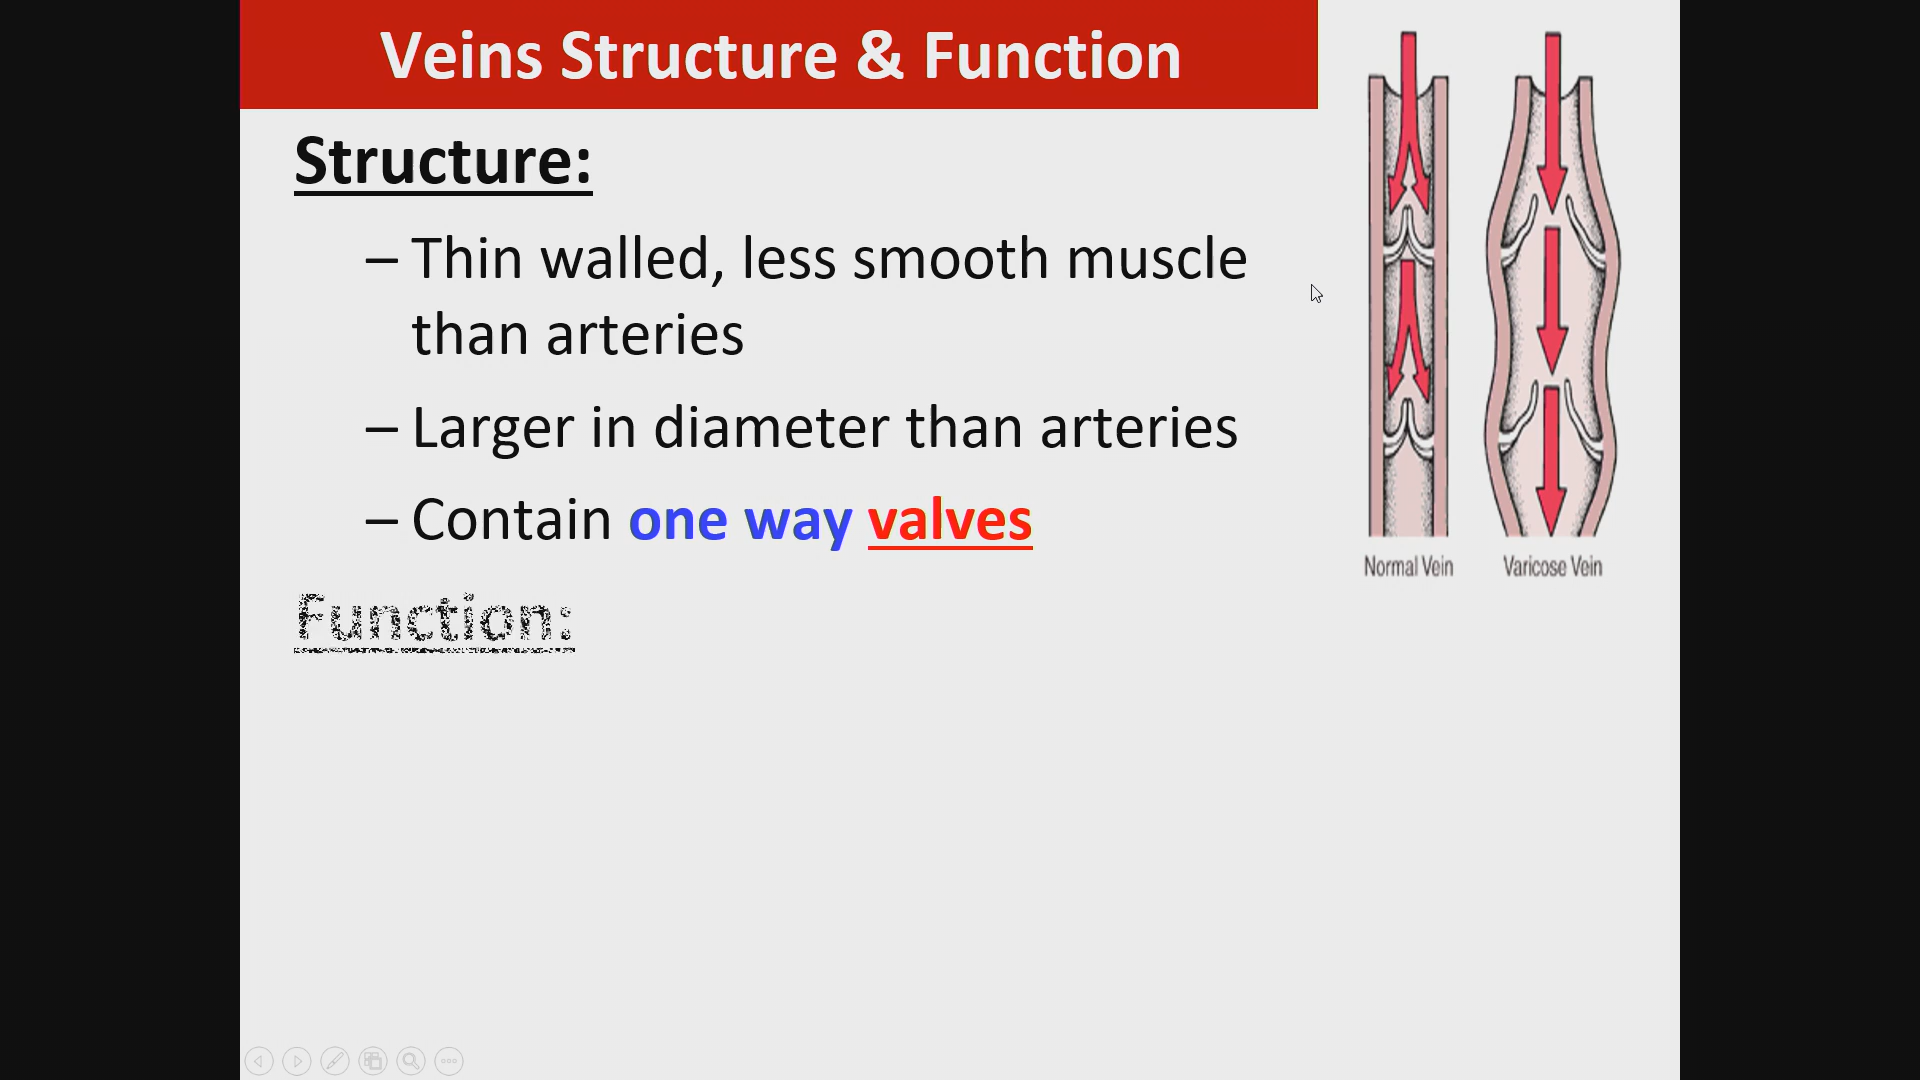 Veins Structure & Function
Structure:
– Thin walled, less smooth muscle
than arteries
– Larger in diameter than arteries
– Contain one way valves
Function:
Normal Vein
Varicose Vein